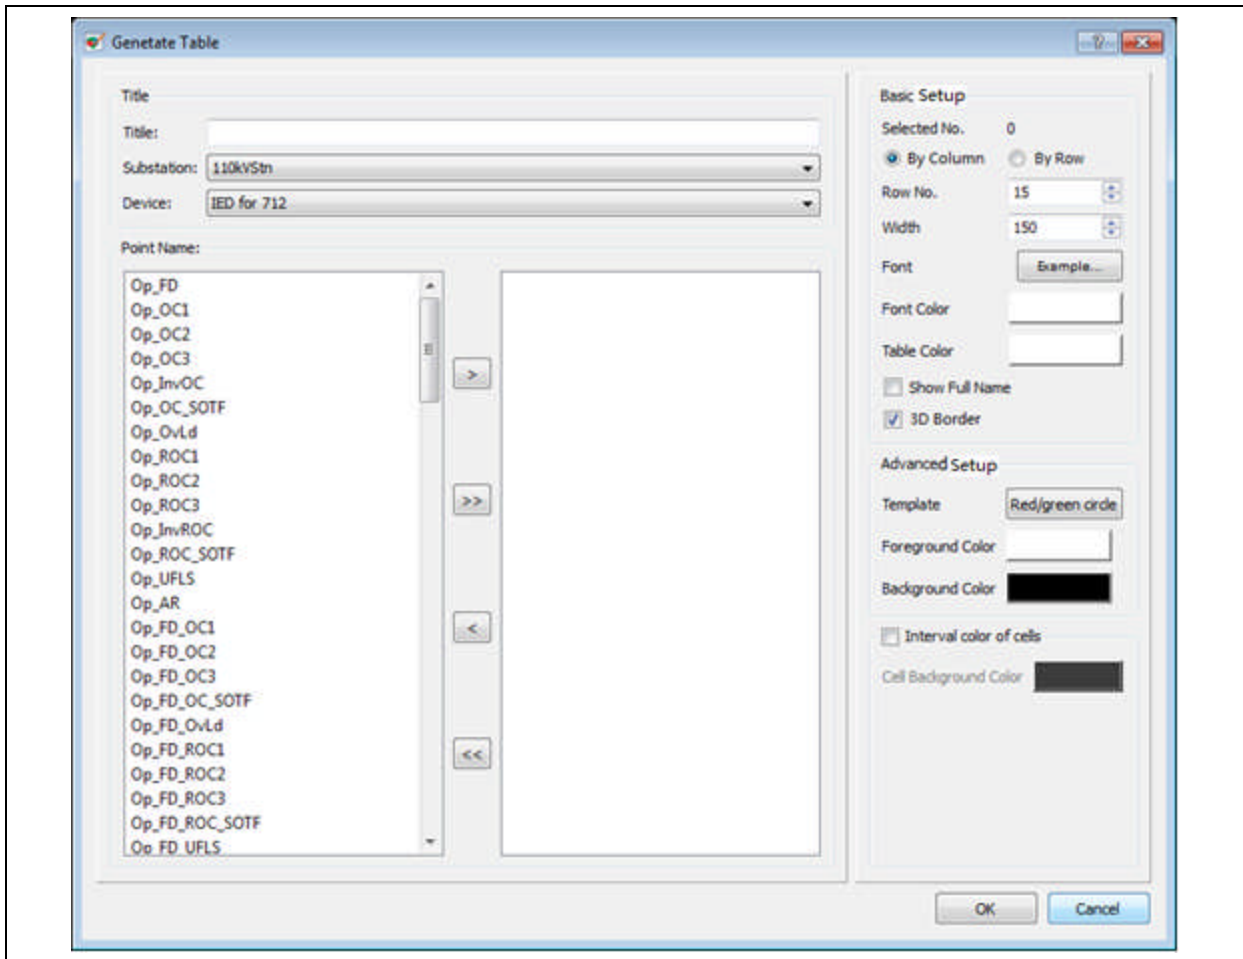 Genetate Table
Title
Title:
Substation: 110kVStn
Device: IED for 712
Point Name:
Op_FD
Op_OC1
Op_OC2
Op_OC3
Op_InvOC
Op_OC_SOTF
Op_OvLd
Op_ROC1
Op_ROC2
Op_ROC3
Op_InvROC
Op_ROC_SOTF
Op_UFLS
Op_AR
Op_FD_OC1
Op_FD_OC2
Op_FD_OC3
Op_FD_OC_SOTF
Op_FD_OvLd
Op_FD_ROC1
Op_FD_ROC2
Op_FD_ROC3
Op_FD_ROC_SOTF
Op_FD_UFLS
>
>>
<
<<
Basic Setup
Selected No. 0
By Column By Row
Row No. 15
Width 150
Font Example...
Font Color
Table Color
Show Full Name
3D Border
Advanced Setup
Template Red/green circle
Foreground Color
Background Color
Interval color of cells
Cell Background Color
OK Cancel